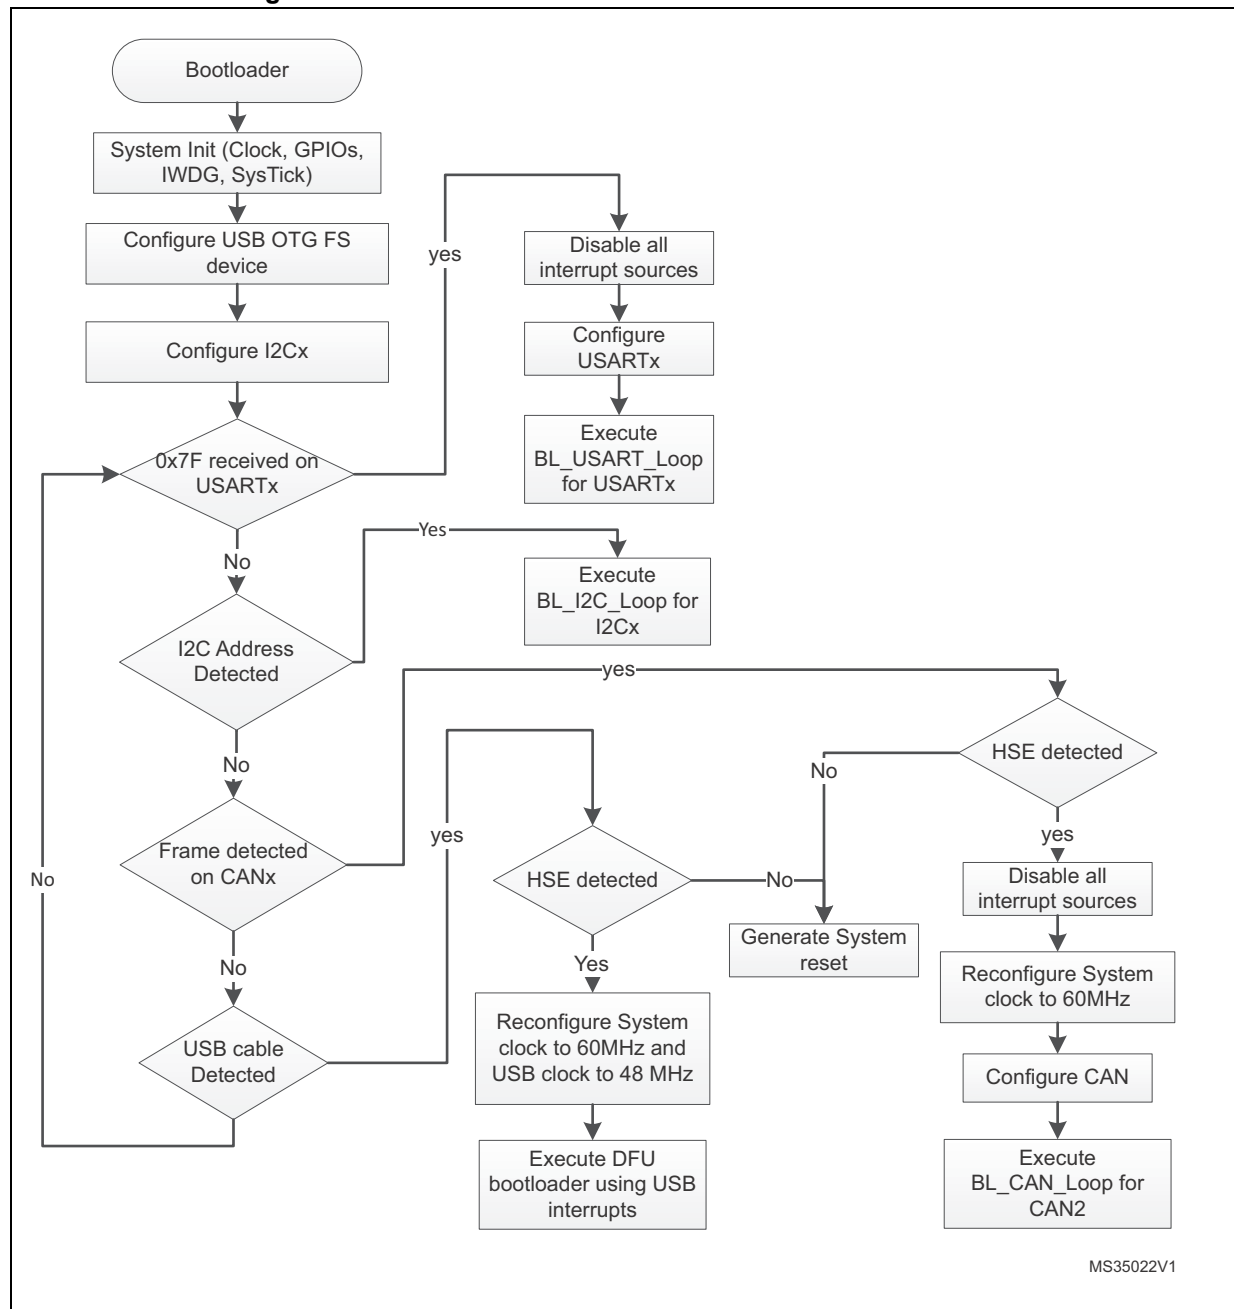 Bootloader
System Init (Clock, GPIOs,
IWDG, SysTick)
Configure USB OTG FS
device
Configure I2Cx
0x7F received on
USARTx
yes
Disable all
interrupt sources
Configure
USARTx
Execute
BL_USART_Loop
for USARTx
No
I2C Address
Detected
Yes
Execute
BL_I2C_Loop for
I2Cx
No
Frame detected
on CANx
yes
HSE detected
No
yes
Disable all
interrupt sources
Reconfigure System
clock to 60MHz
Configure CAN
Execute
BL_CAN_Loop for
CAN2
No
USB cable
Detected
yes
HSE detected
No
Generate System
reset
Yes
Reconfigure System
clock to 60MHz and
USB clock to 48 MHz
Execute DFU
bootloader using USB
interrupts
No
MS35022V1